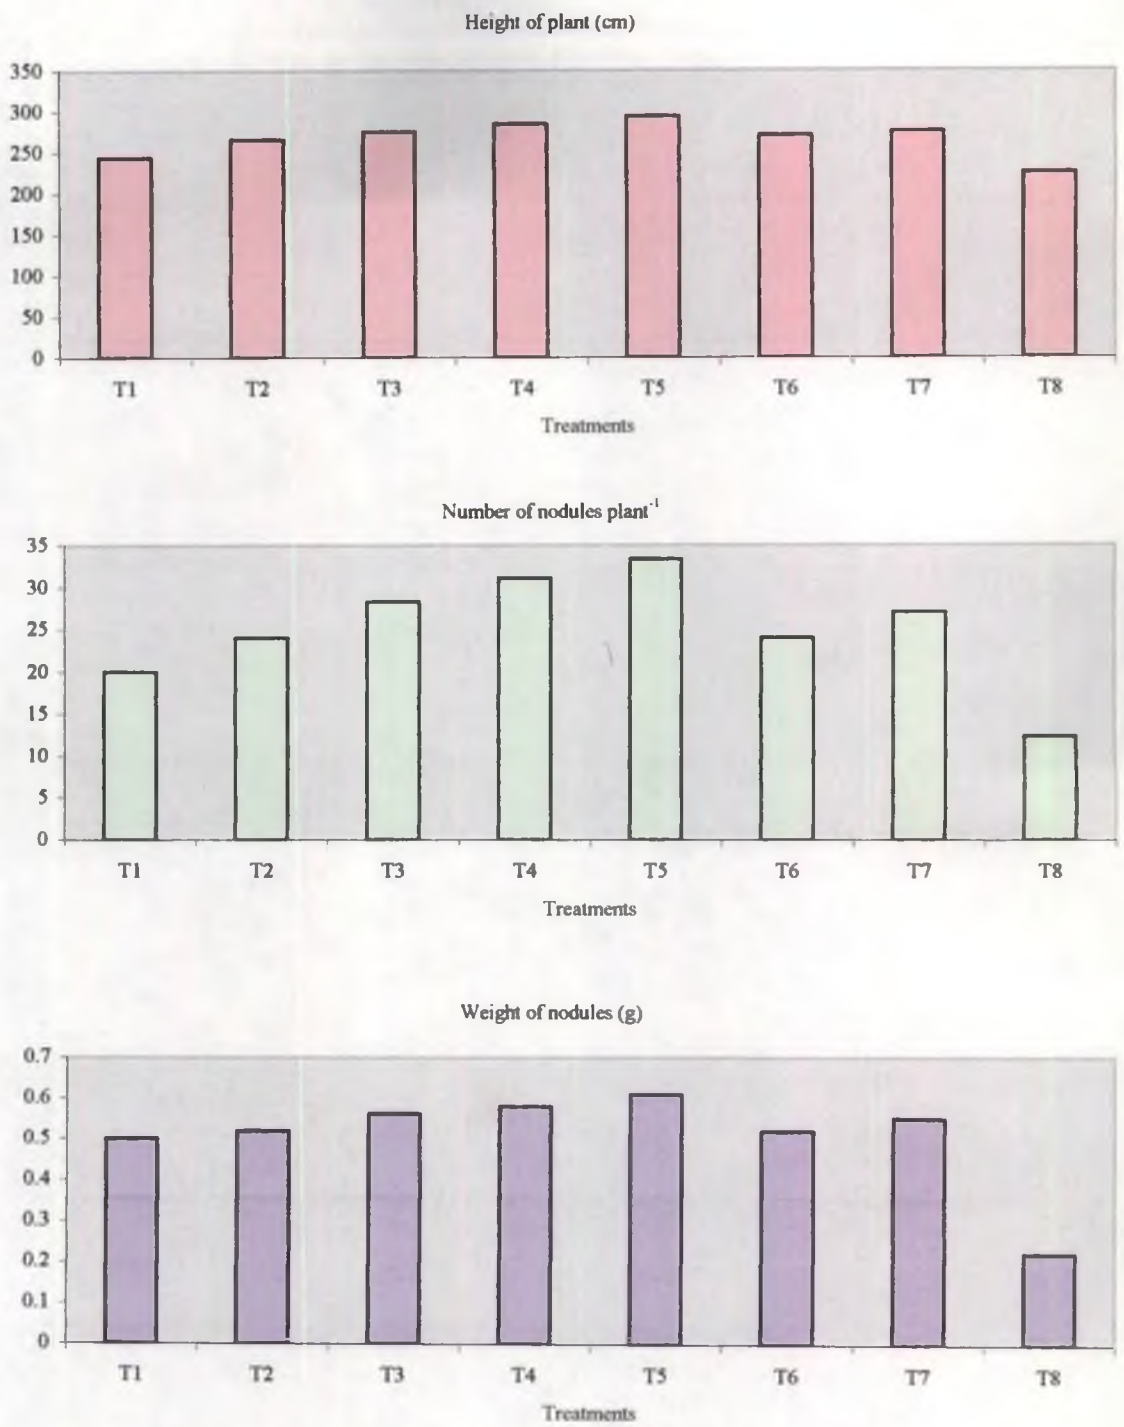 Height of plant (cm)
350
300
250
200
150
100
50
0
T1 T2 T3 T4 T5 T6 T7 T8
Treatments
Number of nodules plant⁻¹
35
30
25
20
15
10
5
0
T1 T2 T3 T4 T5 T6 T7 T8
Treatments
Weight of nodules (g)
0.7
0.6
0.5
0.4
0.3
0.2
0.1
0
T1 T2 T3 T4 T5 T6 T7 T8
Treatments